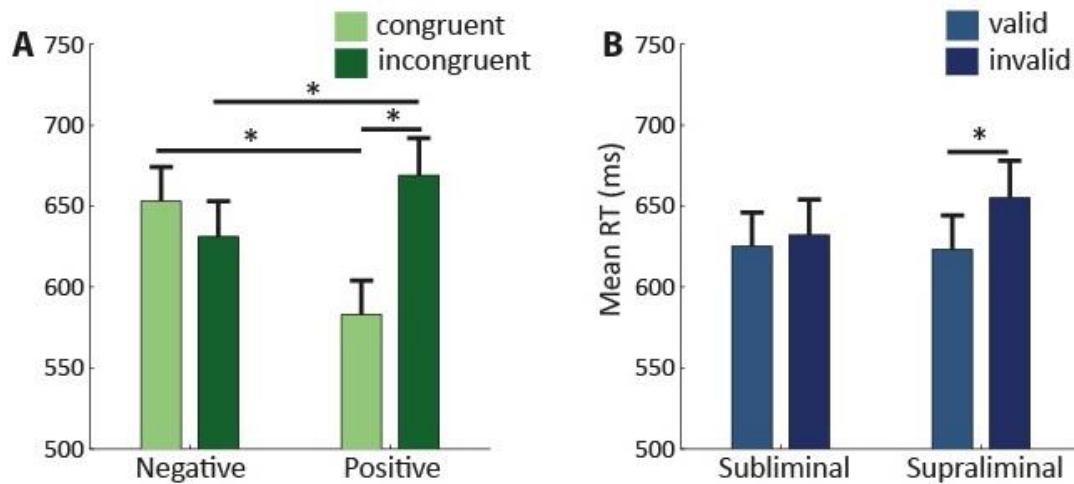 A
congruent
incongruent
750
700
650
600
550
500
*
*
*
Negative
Positive
B
valid
invalid
Mean RT (ms)
750
700
650
600
550
500
*
Subliminal
Supraliminal